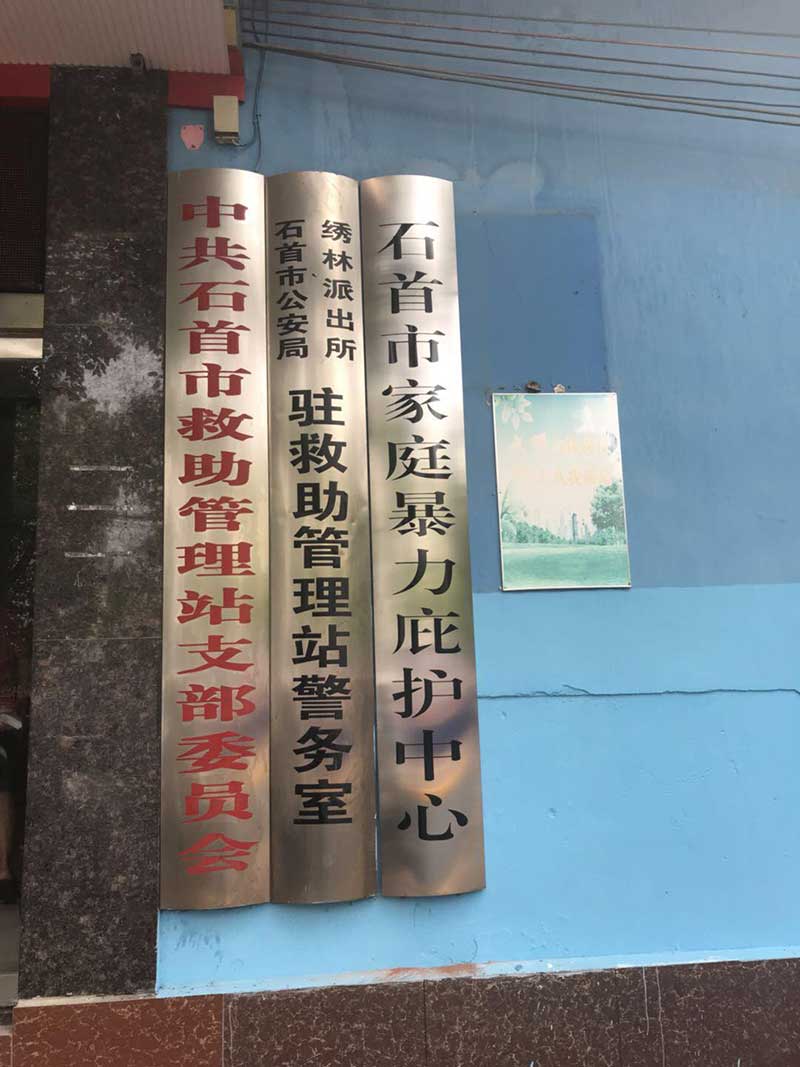 中共石首市救助管理站支部委员会
石首市公安局
绣林派出所
驻救助管理站警务室
石首市家庭暴力庇护中心